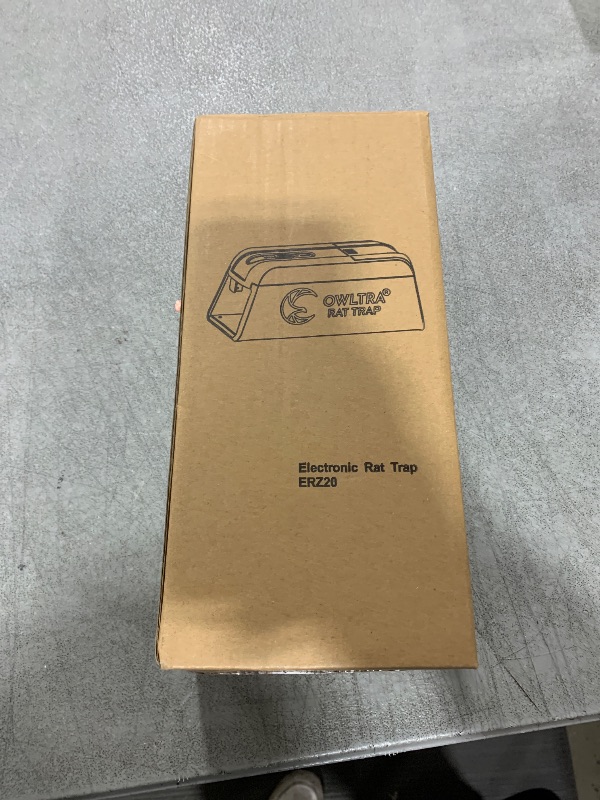 OWLTRA®
RAT TRAP
Electronic Rat Trap
ERZ20